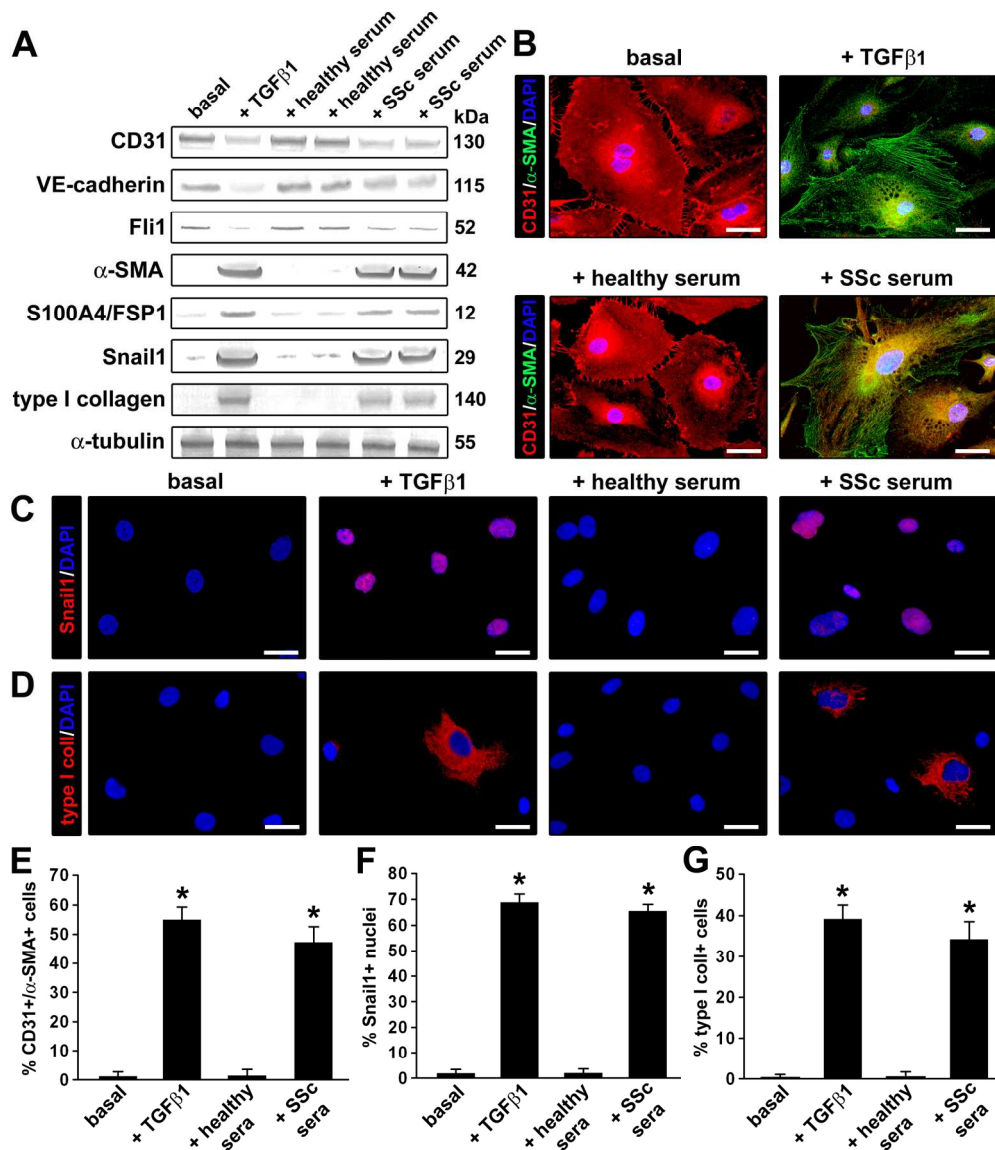 A
basal
+ TGFβ1
+ healthy serum
+ healthy serum
+ SSc serum
+ SSc serum
kDa
CD31 130
VE-cadherin 115
Fli1 52
α-SMA 42
S100A4/FSP1 12
Snail1 29
type I collagen 140
α-tubulin 55
B
basal
+ TGFβ1
CD31/α-SMA/DAPI
+ healthy serum
+ SSc serum
CD31/α-SMA/DAPI
basal
+ TGFβ1
+ healthy serum
+ SSc serum
C
Snail1/DAPI
D
type I coll/DAPI
E
% CD31+/α-SMA+ cells
70
60
50
40
30
20
10
0
*
*
basal
+ TGFβ1
+ healthy
sera
+ SSc
sera
F
% Snail1+ nuclei
80
70
60
50
40
30
20
10
0
*
*
basal
+ TGFβ1
+ healthy
sera
+ SSc
sera
G
% type I coll+ cells
50
40
30
20
10
0
*
*
basal
+ TGFβ1
+ healthy
sera
+ SSc
sera